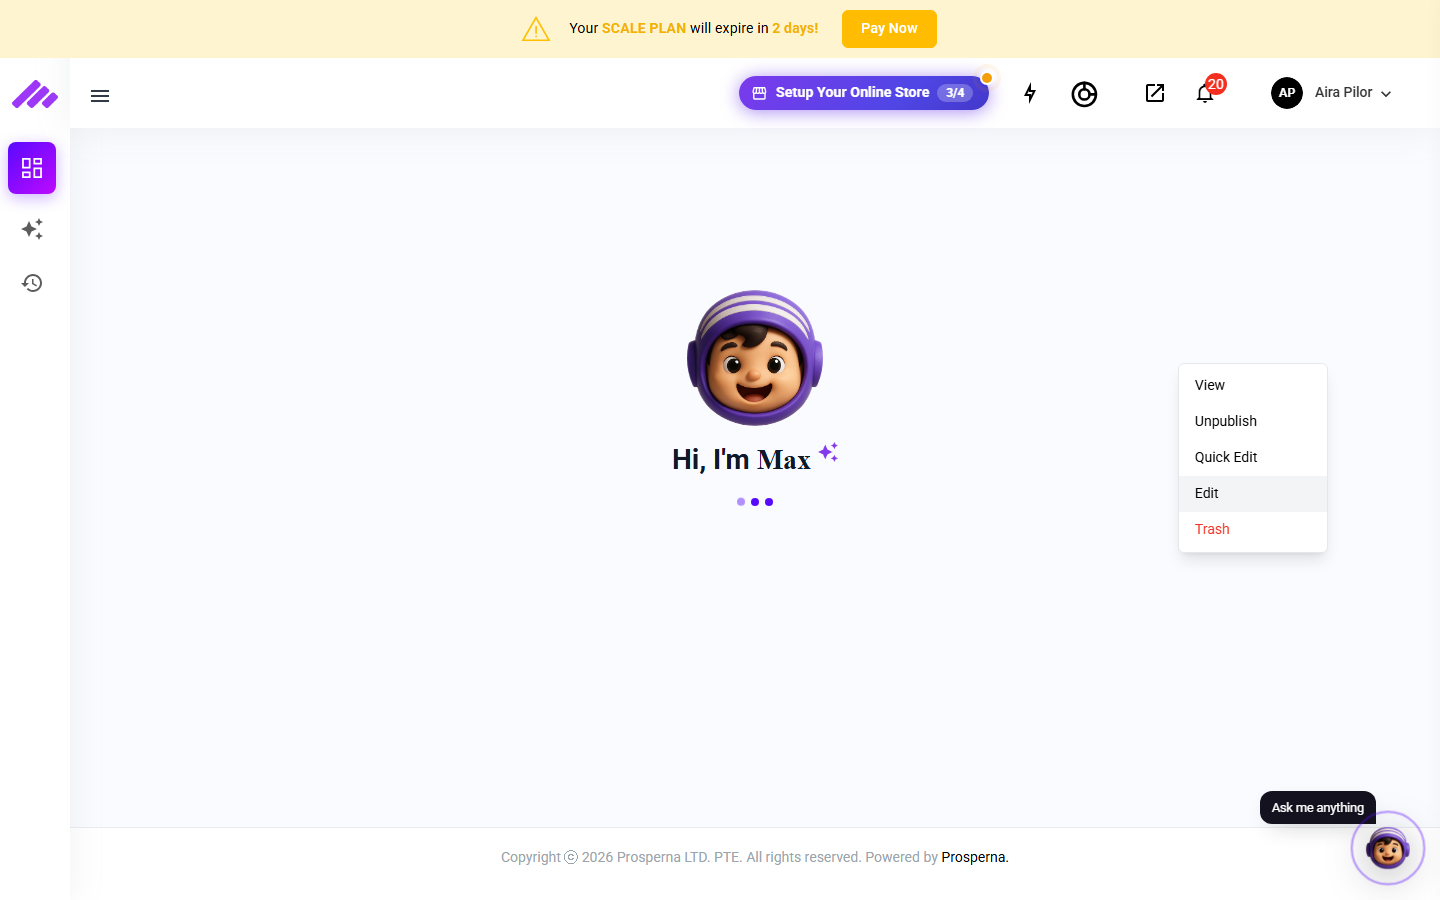 Your SCALE PLAN will expire in 2 days!
Pay Now
Setup Your Online Store 3/4
20
AP
Aira Pilor
View
Unpublish
Quick Edit
Edit
Trash
Hi, I'm Max
Ask me anything
Copyright © 2026 Prosperna LTD. PTE. All rights reserved. Powered by Prosperna.